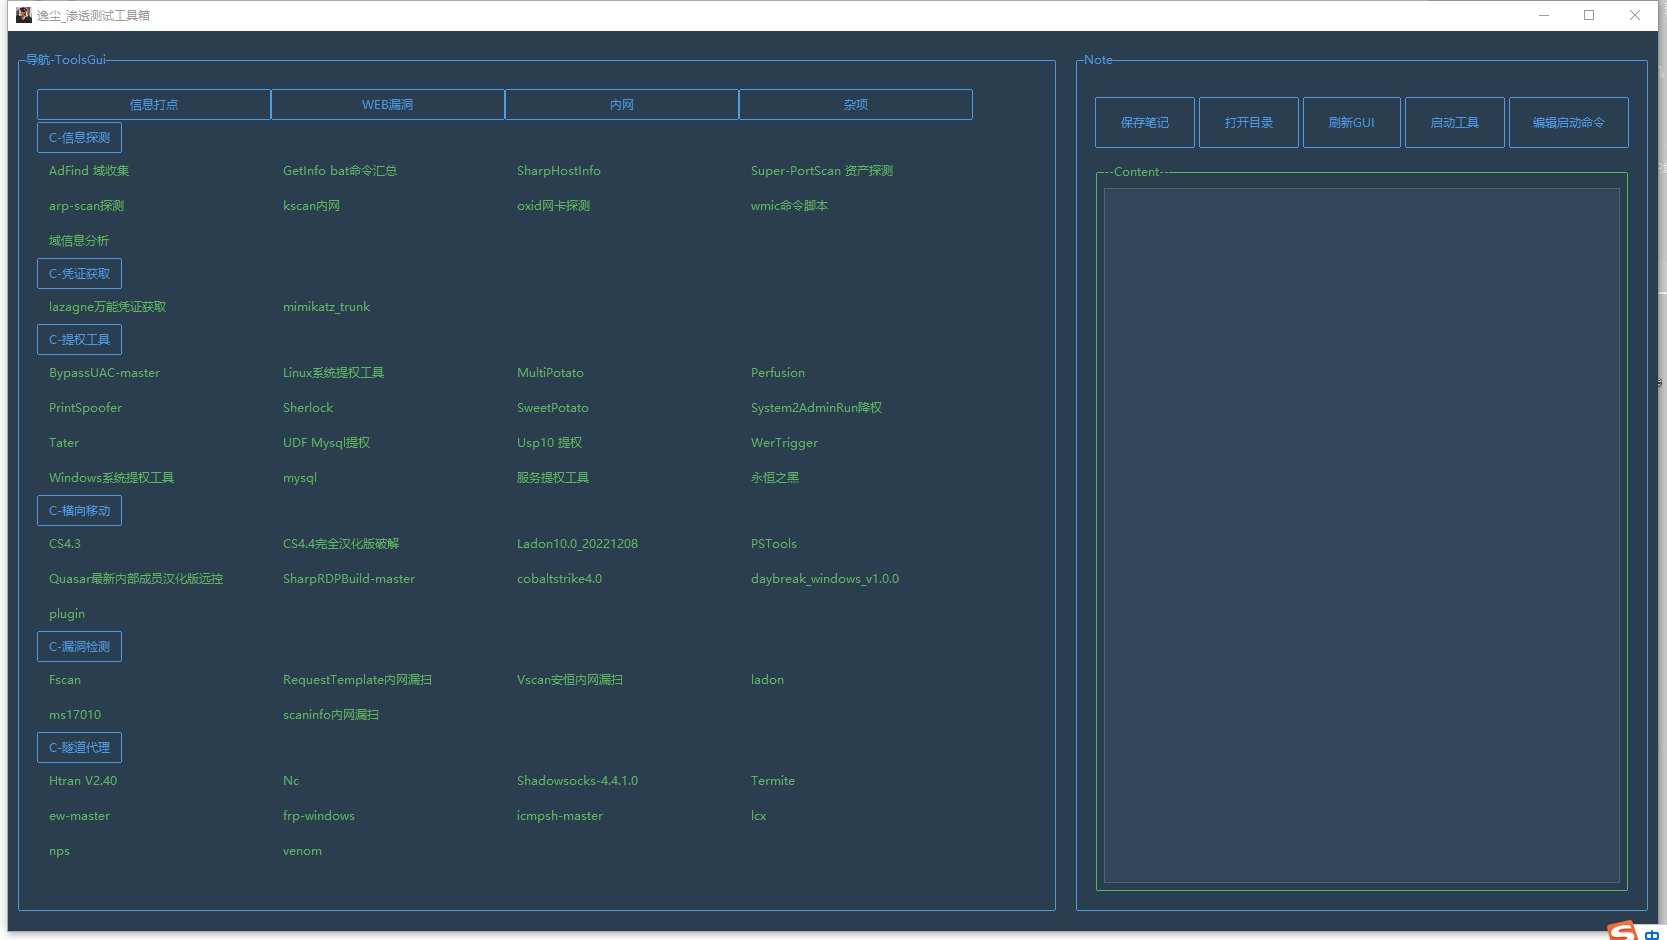 逸尘_渗透测试工具箱
导航-ToolsGui
信息打点 WEB漏洞 内网 杂项
C-信息探测
AdFind 域收集 GetInfo bat命令汇总 SharpHostInfo Super-PortScan 资产探测
arp-scan探测 kscan内网 oxid网卡探测 wmic命令脚本
域信息分析
C-凭证获取
lazagne万能凭证获取 mimikatz_trunk
C-提权工具
BypassUAC-master Linux系统提权工具 MultiPotato Perfusion
PrintSpoofer Sherlock SweetPotato System2AdminRun降权
Tater UDF Mysql提权 Usp10 提权 WerTrigger
Windows系统提权工具 mysql 服务提权工具 永恒之黑
C-横向移动
CS4.3 CS4.4完全汉化版破解 Ladon10.0_20221208 PSTools
Quasar最新内部成员汉化版远控 SharpRDPBuild-master cobaltstrike4.0 daybreak_windows_v1.0.0
plugin
C-漏洞检测
Fscan RequestTemplate内网漏扫 Vscan安恒内网漏扫 ladon
ms17010 scaninfo内网漏扫
C-隧道代理
Htran V2.40 Nc Shadowsocks-4.4.1.0 Termite
ew-master frp-windows icmpsh-master lcx
nps venom
Note
保存笔记 打开目录 刷新GUI 启动工具 编辑启动命令
--Content--
中